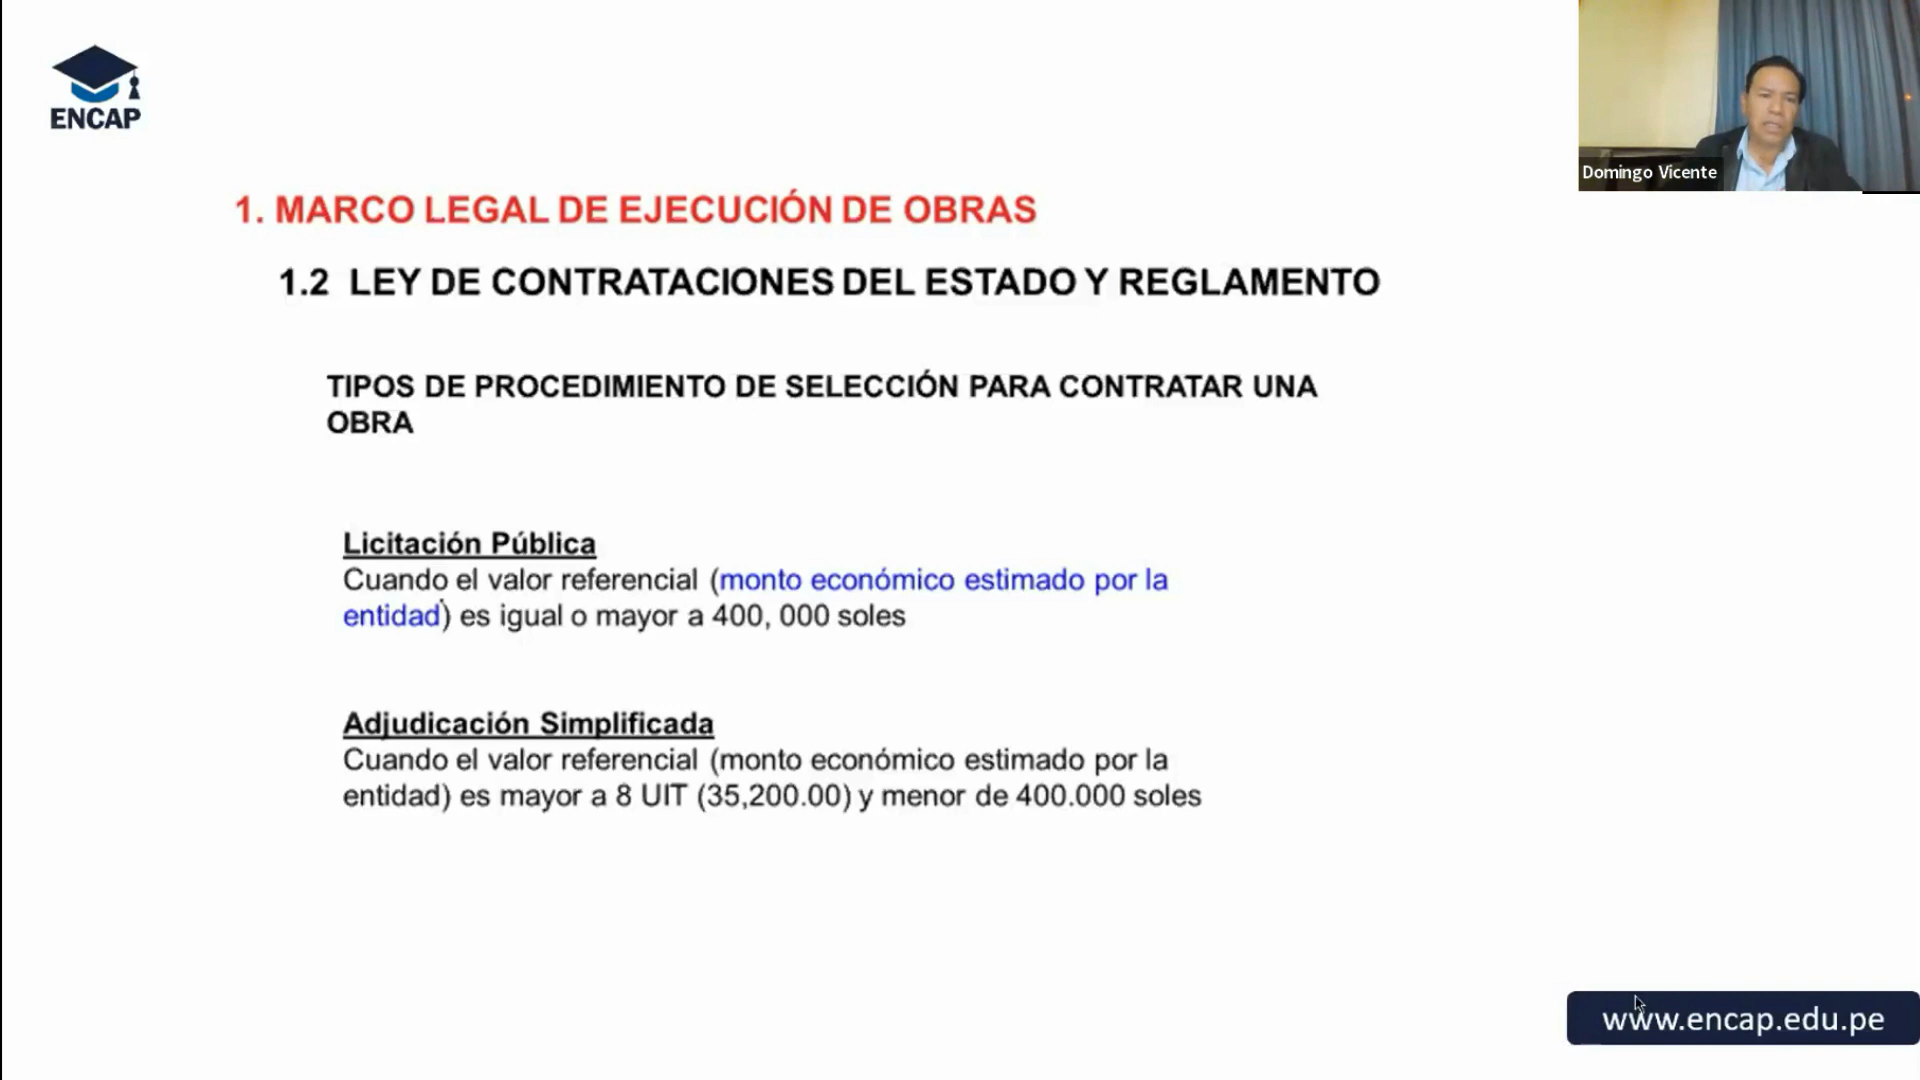 ENCAP
Domingo Vicente
1. MARCO LEGAL DE EJECUCIÓN DE OBRAS
1.2 LEY DE CONTRATACIONES DEL ESTADO Y REGLAMENTO
TIPOS DE PROCEDIMIENTO DE SELECCIÓN PARA CONTRATAR UNA
OBRA
Licitación Pública
Cuando el valor referencial (monto económico estimado por la
entidad) es igual o mayor a 400, 000 soles
Adjudicación Simplificada
Cuando el valor referencial (monto económico estimado por la
entidad) es mayor a 8 UIT (35,200.00) y menor de 400.000 soles
www.encap.edu.pe